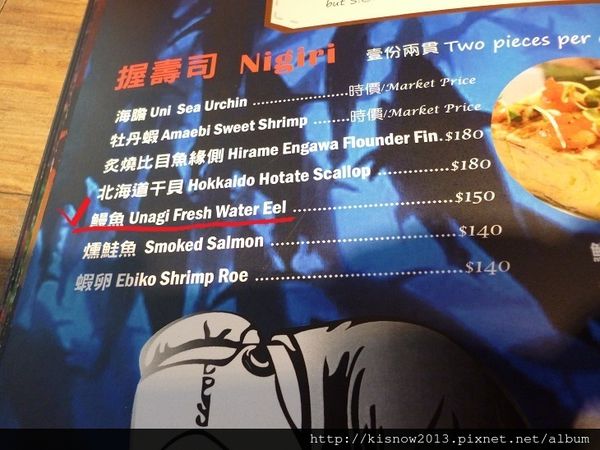 but S.
握壽司 Nigiri 壹份兩貫 Two pieces per
海膽 Uni Sea Urchin ........................時價/Market Price
牡丹蝦 Amaebi Sweet Shrimp ............時價/Market Price
炙燒比目魚緣側 Hirame Engawa Flounder Fin.$180
北海道干貝 Hokkaido Hotate Scallop ....................$180
鰻魚 Unagi Fresh Water Eel ........................................$150
燻鮭魚 Smoked Salmon .............................................$140
蝦卵 Ebiko Shrimp Roe ..................................................$140
http://kisnow2013.pixnet.net/album